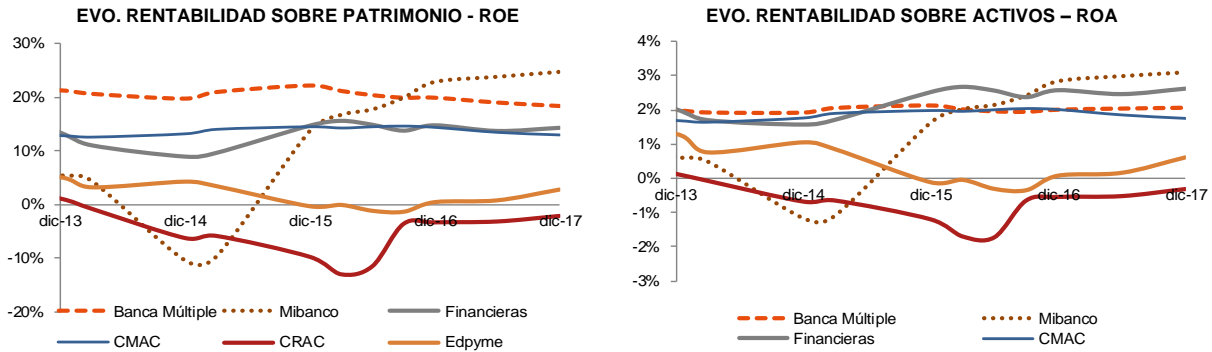 EVO. RENTABILIDAD SOBRE PATRIMONIO - ROE
30%
20%
10%
0%
-10%
-20%
dic-13 dic-14 dic-15 dic-16 dic-17
Banca Múltiple Mibanco Financieras
CMAC CRAC Edpyme
EVO. RENTABILIDAD SOBRE ACTIVOS – ROA
4%
3%
2%
1%
0%
-1%
-2%
-3%
dic-13 dic-14 dic-15 dic-16 dic-17
Banca Múltiple Mibanco
Financieras CMAC